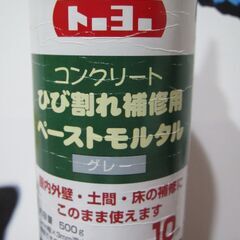 トーヨー
コンクリート
ひび割れ補修用
ペーストモルタル
グレー
屋内外壁・土間・床の補修に
このまま使えます
500g
10